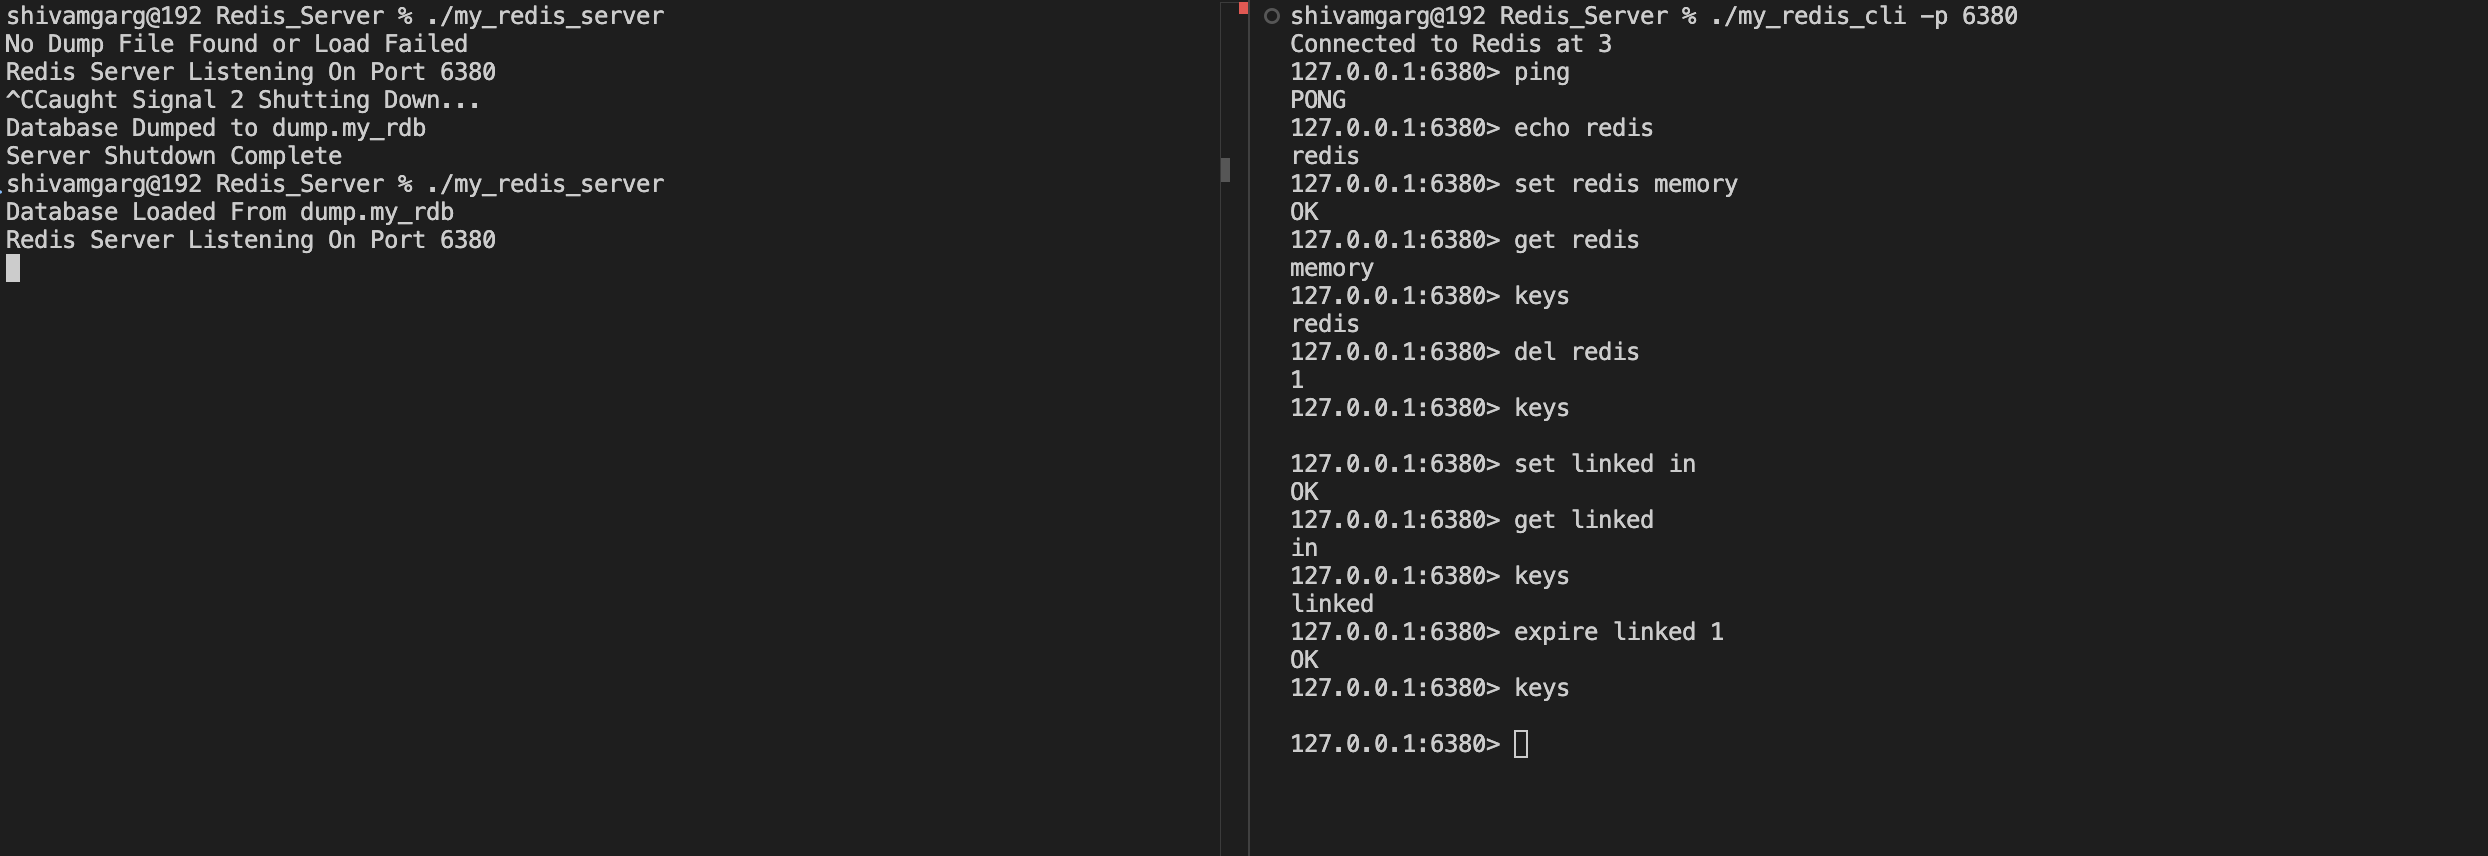 shivamgarg@192 Redis_Server % ./my_redis_server
No Dump File Found or Load Failed
Redis Server Listening On Port 6380
^CCaught Signal 2 Shutting Down...
Database Dumped to dump.my_rdb
Server Shutdown Complete
shivamgarg@192 Redis_Server % ./my_redis_server
Database Loaded From dump.my_rdb
Redis Server Listening On Port 6380
shivamgarg@192 Redis_Server % ./my_redis_cli -p 6380
Connected to Redis at 3
127.0.0.1:6380> ping
PONG
127.0.0.1:6380> echo redis
redis
127.0.0.1:6380> set redis memory
OK
127.0.0.1:6380> get redis
memory
127.0.0.1:6380> keys
redis
127.0.0.1:6380> del redis
1
127.0.0.1:6380> keys
127.0.0.1:6380> set linked in
OK
127.0.0.1:6380> get linked
in
127.0.0.1:6380> keys
linked
127.0.0.1:6380> expire linked 1
OK
127.0.0.1:6380> keys
127.0.0.1:6380>